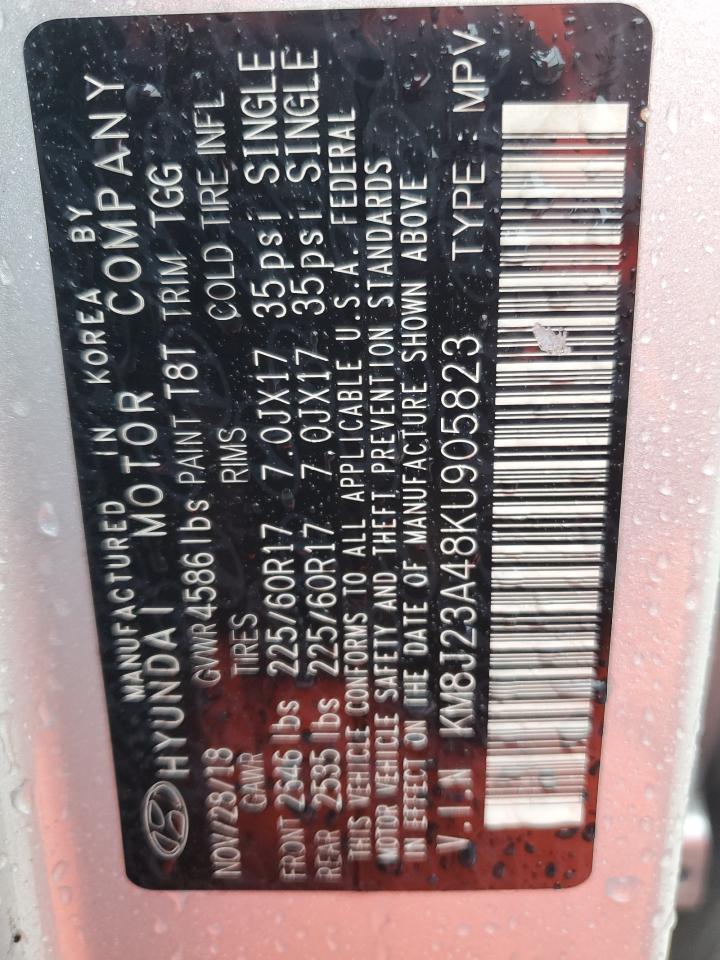 MANUFACTURED IN KOREA BY
HYUNDAI MOTOR COMPANY
NOV/28/18 GVWR 4586 lbs PAINT T8T TRIM TGG
GAWR TIRES RIMS COLD TIRE INFL
FRONT 2546 lbs 225/60R17 7.0JX17 35psi SINGLE
REAR 2535 lbs 225/60R17 7.0JX17 35psi SINGLE
THIS VEHICLE CONFORMS TO ALL APPLICABLE U.S.A. FEDERAL
MOTOR VEHICLE SAFETY AND THEFT PREVENTION STANDARDS
IN EFFECT ON THE DATE OF MANUFACTURE SHOWN ABOVE
V.I.N KM8J23A48KU905823 TYPE : MPV